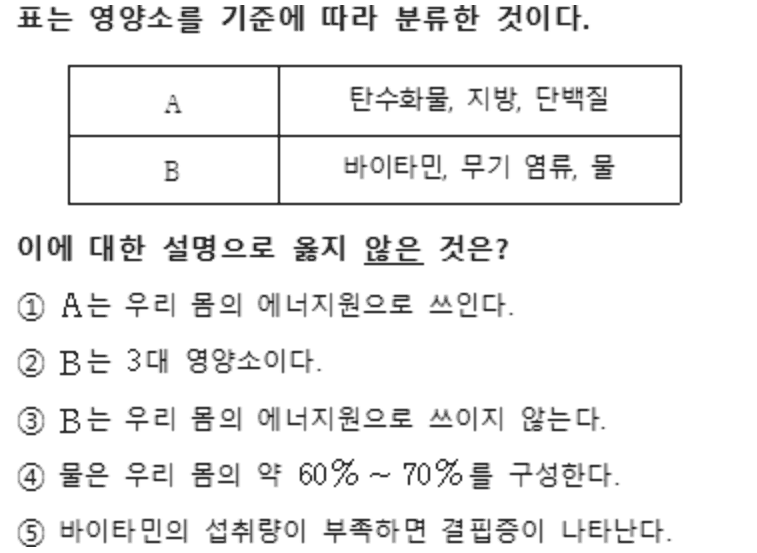 표는 영양소를 기준에 따라 분류한 것이다.
A 탄수화물, 지방, 단백질
B 바이타민, 무기 염류, 물
이에 대한 설명으로 옳지 않은 것은?
① A는 우리 몸의 에너지원으로 쓰인다.
② B는 3대 영양소이다.
③ B는 우리 몸의 에너지원으로 쓰이지 않는다.
④ 물은 우리 몸의 약 60% ~ 70%를 구성한다.
⑤ 바이타민의 섭취량이 부족하면 결핍증이 나타난다.